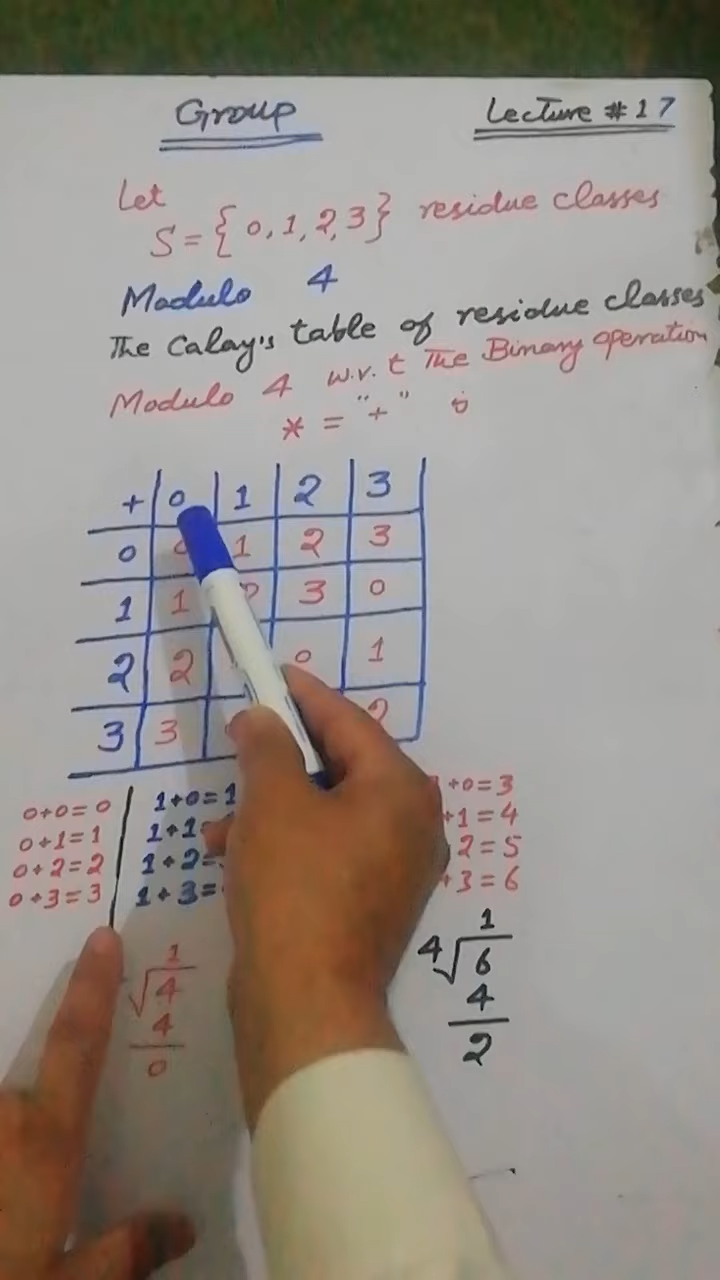 Group
Lecture # 17
Let
S = { 0, 1, 2, 3 } residue classes
Modulo 4
The Calay's table of residue classes
Modulo 4 w.r.t The Binary operation
* = "+" is
+ 0 1 2 3
0 1 2 3
1 1 3 0
2 2 0 1
3 3 2
0+0=0
0+1=1
0+2=2
0+3=3
1+0=1
1+1=
1+2=
1+3=
+0=3
+1=4
2=5
+3=6
1
√4
4
0
1
4√6
4
2